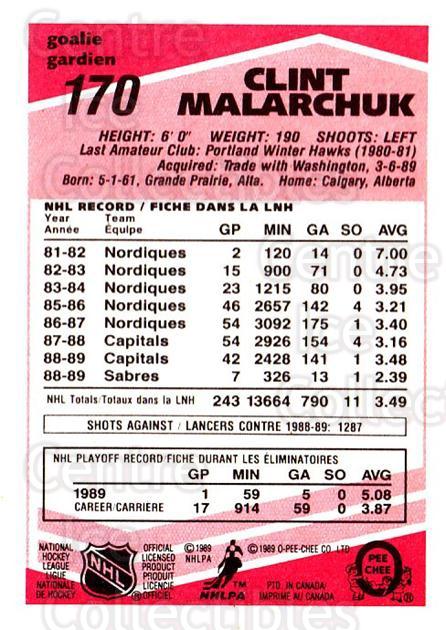 goalie
gardien
170
CLINT
MALARCHUK
HEIGHT: 6' 0" WEIGHT: 190 SHOOTS: LEFT
Last Amateur Club: Portland Winter Hawks (1980-81)
Acquired: Trade with Washington, 3-6-89
Born: 5-1-61, Grande Prairie, Alta. Home: Calgary, Alberta
NHL RECORD / FICHE DANS LA LNH
Year Team
Année Équipe GP MIN GA SO AVG
81-82 Nordiques 2 120 14 0 7.00
82-83 Nordiques 15 900 71 0 4.73
83-84 Nordiques 23 1215 80 0 3.95
85-86 Nordiques 46 2657 142 4 3.21
86-87 Nordiques 54 3092 175 1 3.40
87-88 Capitals 54 2926 154 4 3.16
88-89 Capitals 42 2428 141 1 3.48
88-89 Sabres 7 326 13 1 2.39
NHL Totals/Totaux dans la LNH 243 13664 790 11 3.49
SHOTS AGAINST / LANCERS CONTRE 1988-89: 1287
NHL PLAYOFF RECORD/FICHE DURANT LES ÉLIMINATOIRES
GP MIN GA SO AVG
1989 1 59 5 0 5.08
CAREER/CARRIÈRE 17 914 59 0 3.87
NATIONAL
HOCKEY
LEAGUE
LIGUE
NATIONALE
DE HOCKEY
NHL
OFFICIAL
LICENSED
PRODUCT
PRODUIT
LICENCIÉ
OFFICIEL
© 1989
NHLPA
TM
NHLPA
© 1989 O-PEE-CHEE CO. LTD.
PTD. IN CANADA/
IMPRIMÉ AU CANADA
O
PEE
CHEE
®